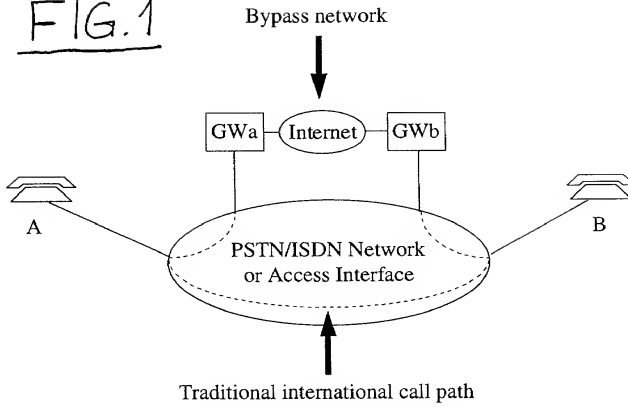 FIG.1
Bypass network
GWa
Internet
GWb
A
B
PSTN/ISDN Network
or Access Interface
Traditional international call path